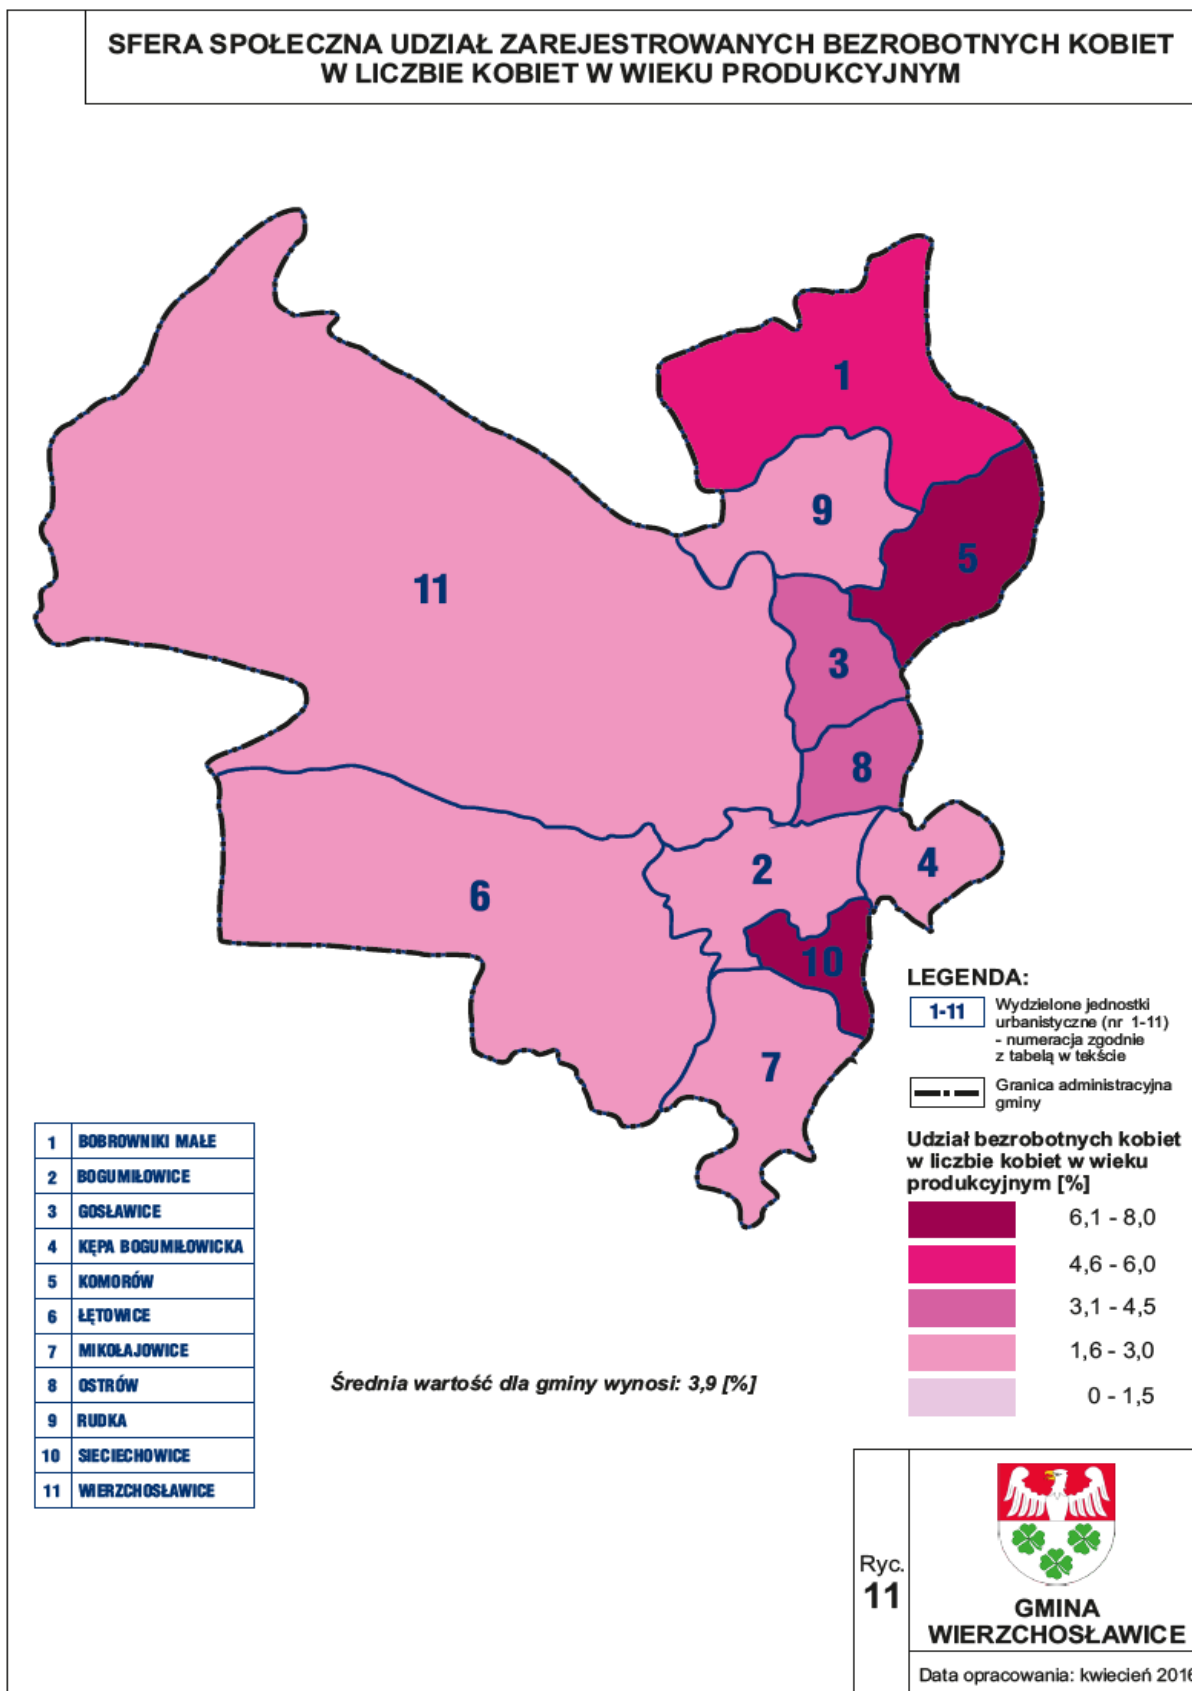 SFERA SPOŁECZNA UDZIAŁ ZAREJESTROWANYCH BEZROBOTNYCH KOBIET
W LICZBIE KOBIET W WIEKU PRODUKCYJNYM
1
9
5
11
3
8
2
4
6
10
7
LEGENDA:
1-11
Wydzielone jednostki
urbanistyczne (nr 1-11)
- numeracja zgodnie
z tabelą w tekście
Granica administracyjna
gminy
Udział bezrobotnych kobiet
w liczbie kobiet w wieku
produkcyjnym [%]
6,1 - 8,0
4,6 - 6,0
3,1 - 4,5
1,6 - 3,0
0 - 1,5
1 BOBROWNIKI MAŁE
2 BOGUMIŁOWICE
3 GOSŁAWICE
4 KĘPA BOGUMIŁOWICKA
5 KOMORÓW
6 ŁĘTOWICE
7 MIKOŁAJOWICE
8 OSTRÓW
9 RUDKA
10 SIECIECHOWICE
11 WIERZCHOSŁAWICE
Średnia wartość dla gminy wynosi: 3,9 [%]
Ryc.
11
GMINA
WIERZCHOSŁAWICE
Data opracowania: kwiecień 2016